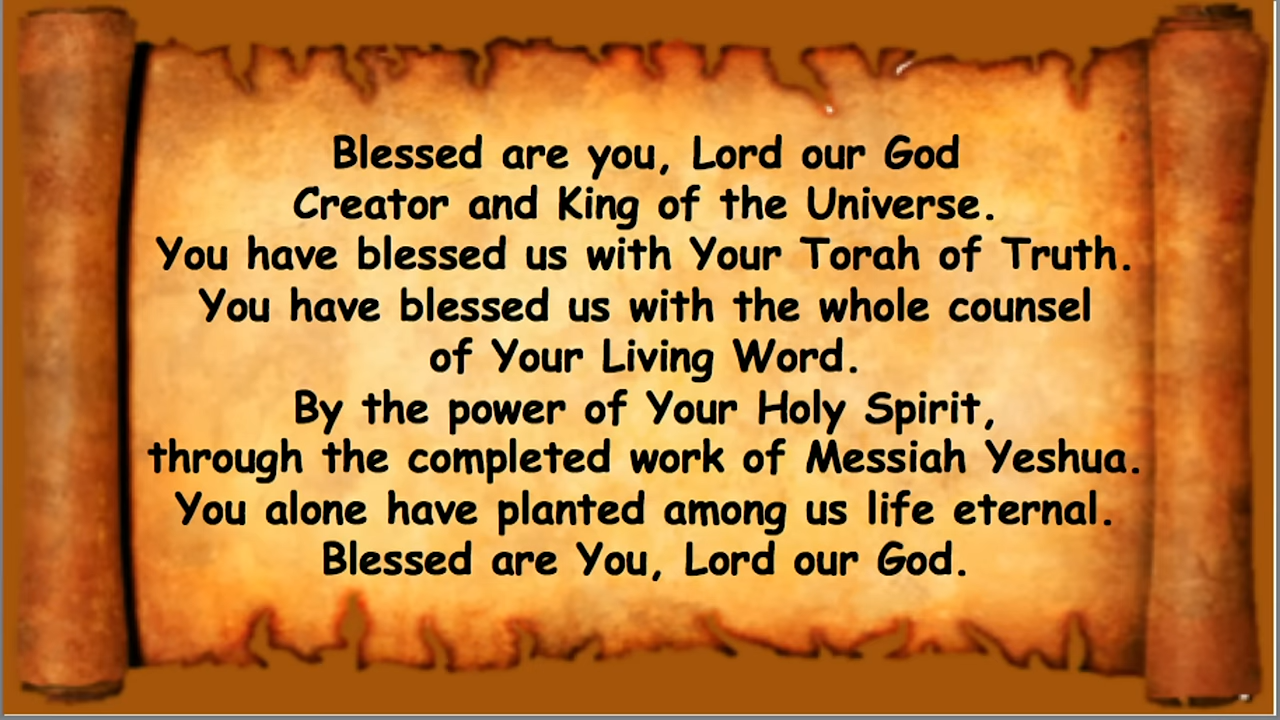 Blessed are you, Lord our God
Creator and King of the Universe.
You have blessed us with Your Torah of Truth.
You have blessed us with the whole counsel
of Your Living Word.
By the power of Your Holy Spirit,
through the completed work of Messiah Yeshua.
You alone have planted among us life eternal.
Blessed are You, Lord our God.